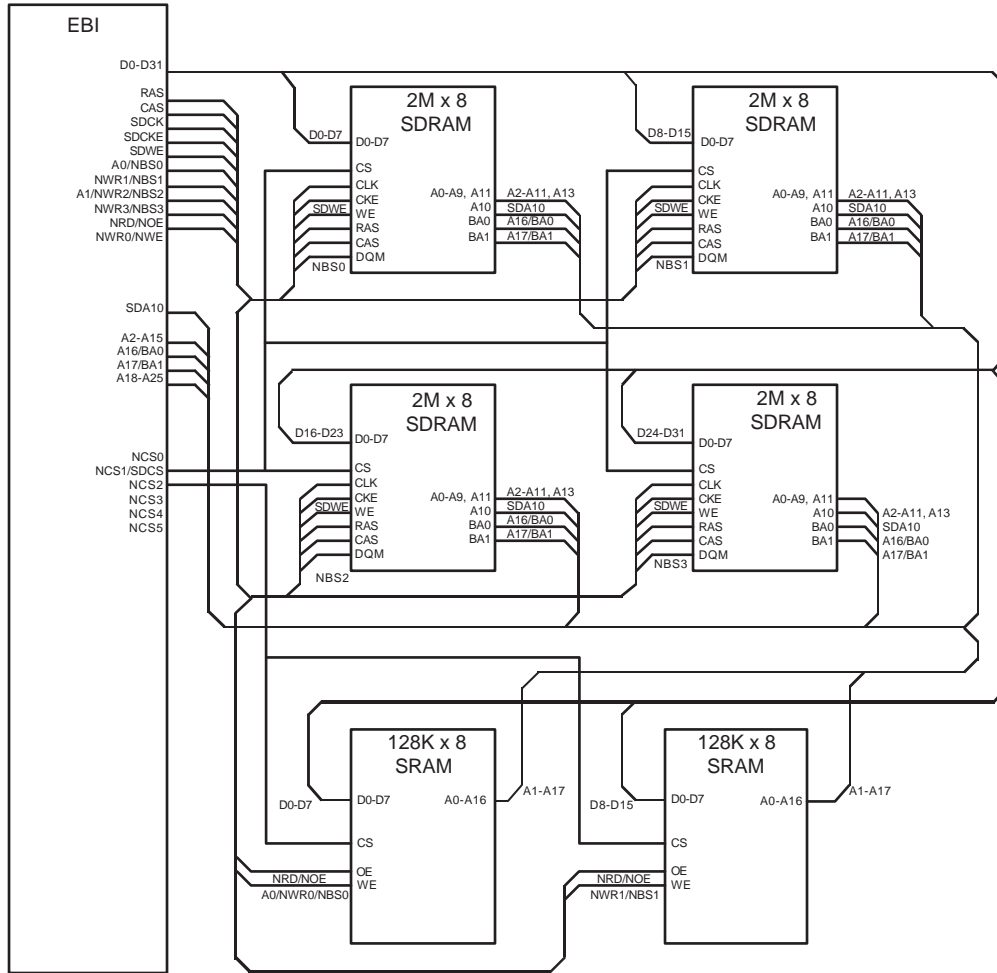 EBI
D0-D31
RAS
CAS
SDCK
SDCKE
SDWE
A0/NBS0
NWR1/NBS1
A1/NWR2/NBS2
NWR3/NBS3
NRD/NOE
NWR0/NWE
SDA10
A2-A15
A16/BA0
A17/BA1
A18-A25
NCS0
NCS1/SDCS
NCS2
NCS3
NCS4
NCS5
2M x 8
SDRAM
D0-D7
D0-D7
CS
CLK
CKE
SDWE
WE
RAS
CAS
DQM
NBS0
A0-A9, A11
A10
BA0
BA1
A2-A11, A13
SDA10
A16/BA0
A17/BA1
2M x 8
SDRAM
D8-D15
D0-D7
CS
CLK
CKE
SDWE
WE
RAS
CAS
DQM
NBS1
A0-A9, A11
A10
BA0
BA1
A2-A11, A13
SDA10
A16/BA0
A17/BA1
2M x 8
SDRAM
D16-D23
D0-D7
CS
CLK
CKE
SDWE
WE
RAS
CAS
DQM
NBS2
A0-A9, A11
A10
BA0
BA1
A2-A11, A13
SDA10
A16/BA0
A17/BA1
2M x 8
SDRAM
D24-D31
D0-D7
CS
CLK
CKE
SDWE
WE
RAS
CAS
DQM
NBS3
A0-A9, A11
A10
BA0
BA1
A2-A11, A13
SDA10
A16/BA0
A17/BA1
128K x 8
SRAM
D0-D7
D0-D7
A0-A16
A1-A17
CS
OE
NRD/NOE
WE
A0/NWR0/NBS0
128K x 8
SRAM
D8-D15
D0-D7
A0-A16
A1-A17
CS
OE
NRD/NOE
WE
NWR1/NBS1